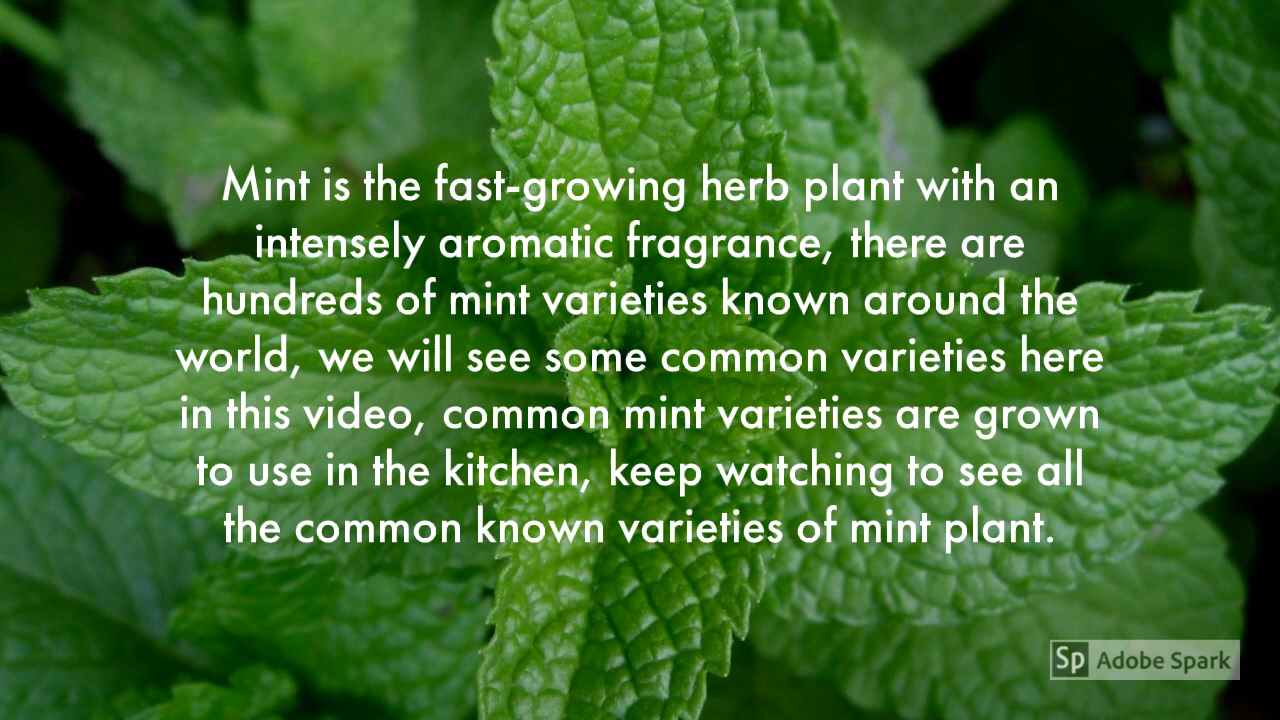 Mint is the fast-growing herb plant with an
intensely aromatic fragrance, there are
hundreds of mint varieties known around the
world, we will see some common varieties here
in this video, common mint varieties are grown
to use in the kitchen, keep watching to see all
the common known varieties of mint plant.
Sp Adobe Spark